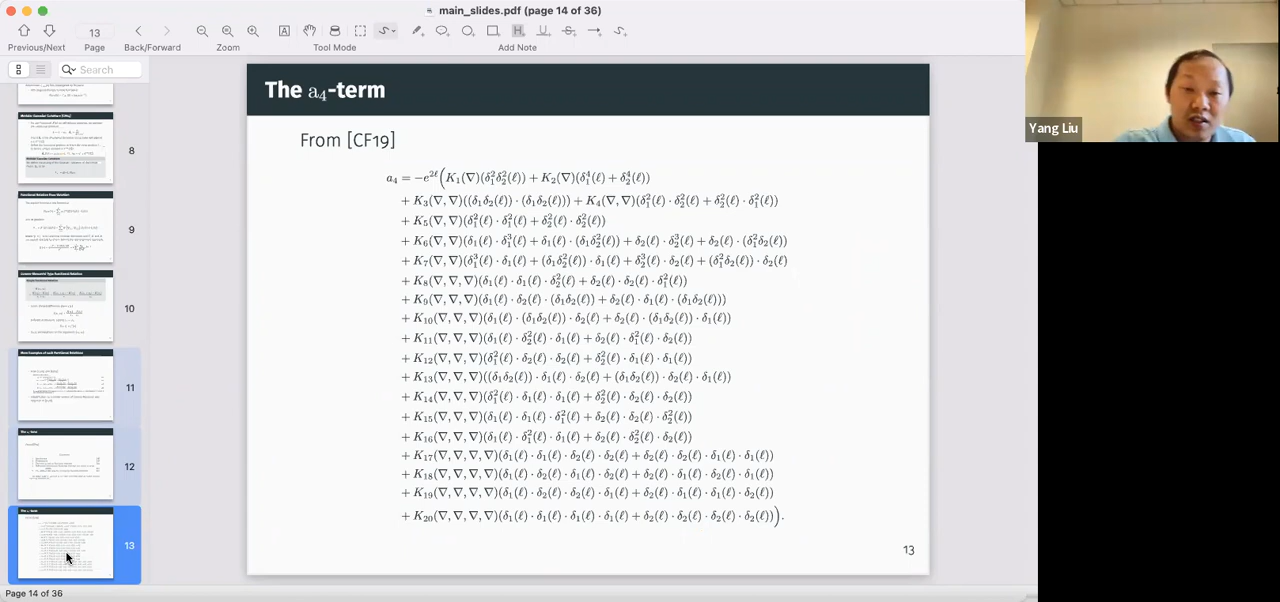 main_slides.pdf (page 14 of 36)
13
Previous/Next
Page
Back/Forward
Zoom
Tool Mode
Add Note
Search
8
9
10
11
12
13
Page 14 of 36
The a₄-term
From [CF19]
a₄ = −e^{2ℓ}(K₁(∇)(δ₁²δ₂²(ℓ)) + K₂(∇)(δ₁⁴(ℓ) + δ₂⁴(ℓ))
+ K₃(∇, ∇)((δ₁δ₂(ℓ)) · (δ₁δ₂(ℓ))) + K₄(∇, ∇)(δ₁²(ℓ) · δ₂²(ℓ) + δ₂²(ℓ) · δ₁²(ℓ))
+ K₅(∇, ∇)(δ₁²(ℓ) · δ₁²(ℓ) + δ₂²(ℓ) · δ₂²(ℓ))
+ K₆(∇, ∇)(δ₁(ℓ) · δ₁³(ℓ) + δ₁(ℓ) · (δ₁δ₂²(ℓ)) + δ₂(ℓ) · δ₂³(ℓ) + δ₂(ℓ) · (δ₁²δ₂(ℓ))
+ K₇(∇, ∇)(δ₁³(ℓ) · δ₁(ℓ) + (δ₁δ₂²(ℓ)) · δ₁(ℓ) + δ₂³(ℓ) · δ₂(ℓ) + (δ₁²δ₂(ℓ)) · δ₂(ℓ)
+ K₈(∇, ∇, ∇)(δ₁(ℓ) · δ₁(ℓ) · δ₂²(ℓ) + δ₂(ℓ) · δ₂(ℓ) · δ₁²(ℓ))
+ K₉(∇, ∇, ∇)(δ₁(ℓ) · δ₂(ℓ) · (δ₁δ₂(ℓ)) + δ₂(ℓ) · δ₁(ℓ) · (δ₁δ₂(ℓ)))
+ K₁₀(∇, ∇, ∇)(δ₁(ℓ) · (δ₁δ₂(ℓ)) · δ₂(ℓ) + δ₂(ℓ) · (δ₁δ₂(ℓ)) · δ₁(ℓ))
+ K₁₁(∇, ∇, ∇)(δ₁(ℓ) · δ₂²(ℓ) · δ₁(ℓ) + δ₂(ℓ) · δ₁²(ℓ) · δ₂(ℓ))
+ K₁₂(∇, ∇, ∇)(δ₁²(ℓ) · δ₂(ℓ) · δ₂(ℓ) + δ₂²(ℓ) · δ₁(ℓ) · δ₁(ℓ))
+ K₁₃(∇, ∇, ∇)((δ₁δ₂(ℓ)) · δ₁(ℓ) · δ₂(ℓ) + (δ₁δ₂(ℓ)) · δ₂(ℓ) · δ₁(ℓ))
+ K₁₄(∇, ∇, ∇)(δ₁²(ℓ) · δ₁(ℓ) · δ₁(ℓ) + δ₂²(ℓ) · δ₂(ℓ) · δ₂(ℓ))
+ K₁₅(∇, ∇, ∇)(δ₁(ℓ) · δ₁(ℓ) · δ₁²(ℓ) + δ₂(ℓ) · δ₂(ℓ) · δ₂²(ℓ))
+ K₁₆(∇, ∇, ∇)(δ₁(ℓ) · δ₁²(ℓ) · δ₁(ℓ) + δ₂(ℓ) · δ₂²(ℓ) · δ₂(ℓ))
+ K₁₇(∇, ∇, ∇, ∇)(δ₁(ℓ) · δ₁(ℓ) · δ₂(ℓ) · δ₂(ℓ) + δ₂(ℓ) · δ₂(ℓ) · δ₁(ℓ) · δ₁(ℓ))
+ K₁₈(∇, ∇, ∇, ∇)(δ₁(ℓ) · δ₂(ℓ) · δ₁(ℓ) · δ₂(ℓ) + δ₂(ℓ) · δ₁(ℓ) · δ₂(ℓ) · δ₁(ℓ))
+ K₁₉(∇, ∇, ∇, ∇)(δ₁(ℓ) · δ₂(ℓ) · δ₂(ℓ) · δ₁(ℓ) + δ₂(ℓ) · δ₁(ℓ) · δ₁(ℓ) · δ₂(ℓ))
+ K₂₀(∇, ∇, ∇, ∇)(δ₁(ℓ) · δ₁(ℓ) · δ₁(ℓ) · δ₁(ℓ) + δ₂(ℓ) · δ₂(ℓ) · δ₂(ℓ) · δ₂(ℓ))).
13
Yang Liu